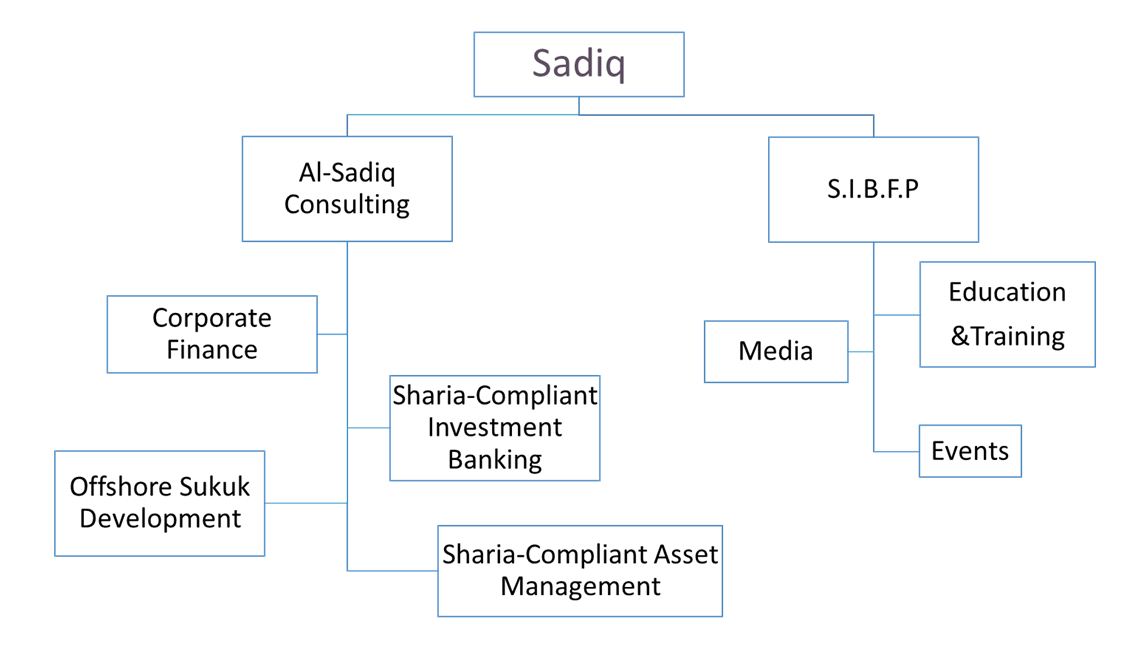 Sadiq
Al-Sadiq
Consulting
S.I.B.F.P
Corporate
Finance
Sharia-Compliant
Investment
Banking
Offshore Sukuk
Development
Sharia-Compliant Asset
Management
Education
&Training
Media
Events